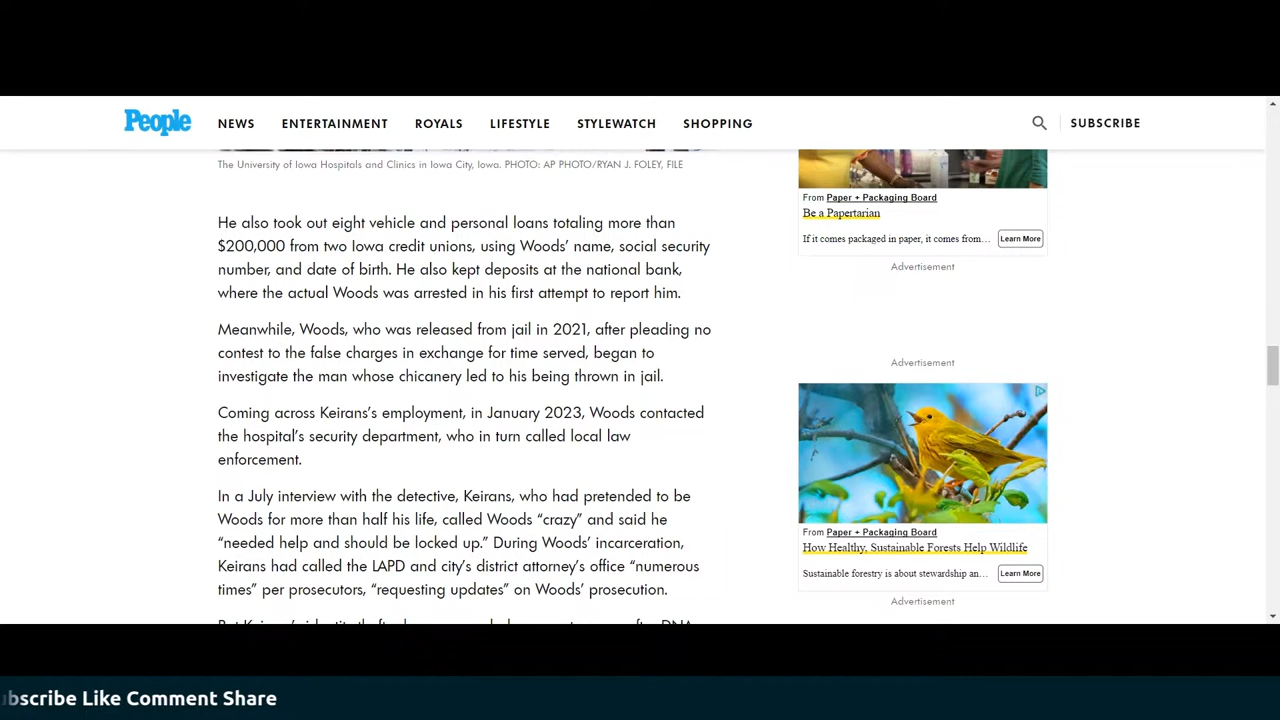 People
NEWS
ENTERTAINMENT
ROYALS
LIFESTYLE
STYLEWATCH
SHOPPING
SUBSCRIBE
The University of Iowa Hospitals and Clinics in Iowa City, Iowa. PHOTO: AP PHOTO/RYAN J. FOLEY, FILE
He also took out eight vehicle and personal loans totaling more than
$200,000 from two Iowa credit unions, using Woods’ name, social security
number, and date of birth. He also kept deposits at the national bank,
where the actual Woods was arrested in his first attempt to report him.
Meanwhile, Woods, who was released from jail in 2021, after pleading no
contest to the false charges in exchange for time served, began to
investigate the man whose chicanery led to his being thrown in jail.
Coming across Keirans’s employment, in January 2023, Woods contacted
the hospital’s security department, who in turn called local law
enforcement.
In a July interview with the detective, Keirans, who had pretended to be
Woods for more than half his life, called Woods “crazy” and said he
“needed help and should be locked up.” During Woods’ incarceration,
Keirans had called the LAPD and city’s district attorney’s office “numerous
times” per prosecutors, “requesting updates” on Woods’ prosecution.
From Paper + Packaging Board
Be a Papertarian
If it comes packaged in paper, it comes from…
Learn More
Advertisement
Advertisement
From Paper + Packaging Board
How Healthy, Sustainable Forests Help Wildlife
Sustainable forestry is about stewardship an…
Learn More
Advertisement
bscribe Like Comment Share